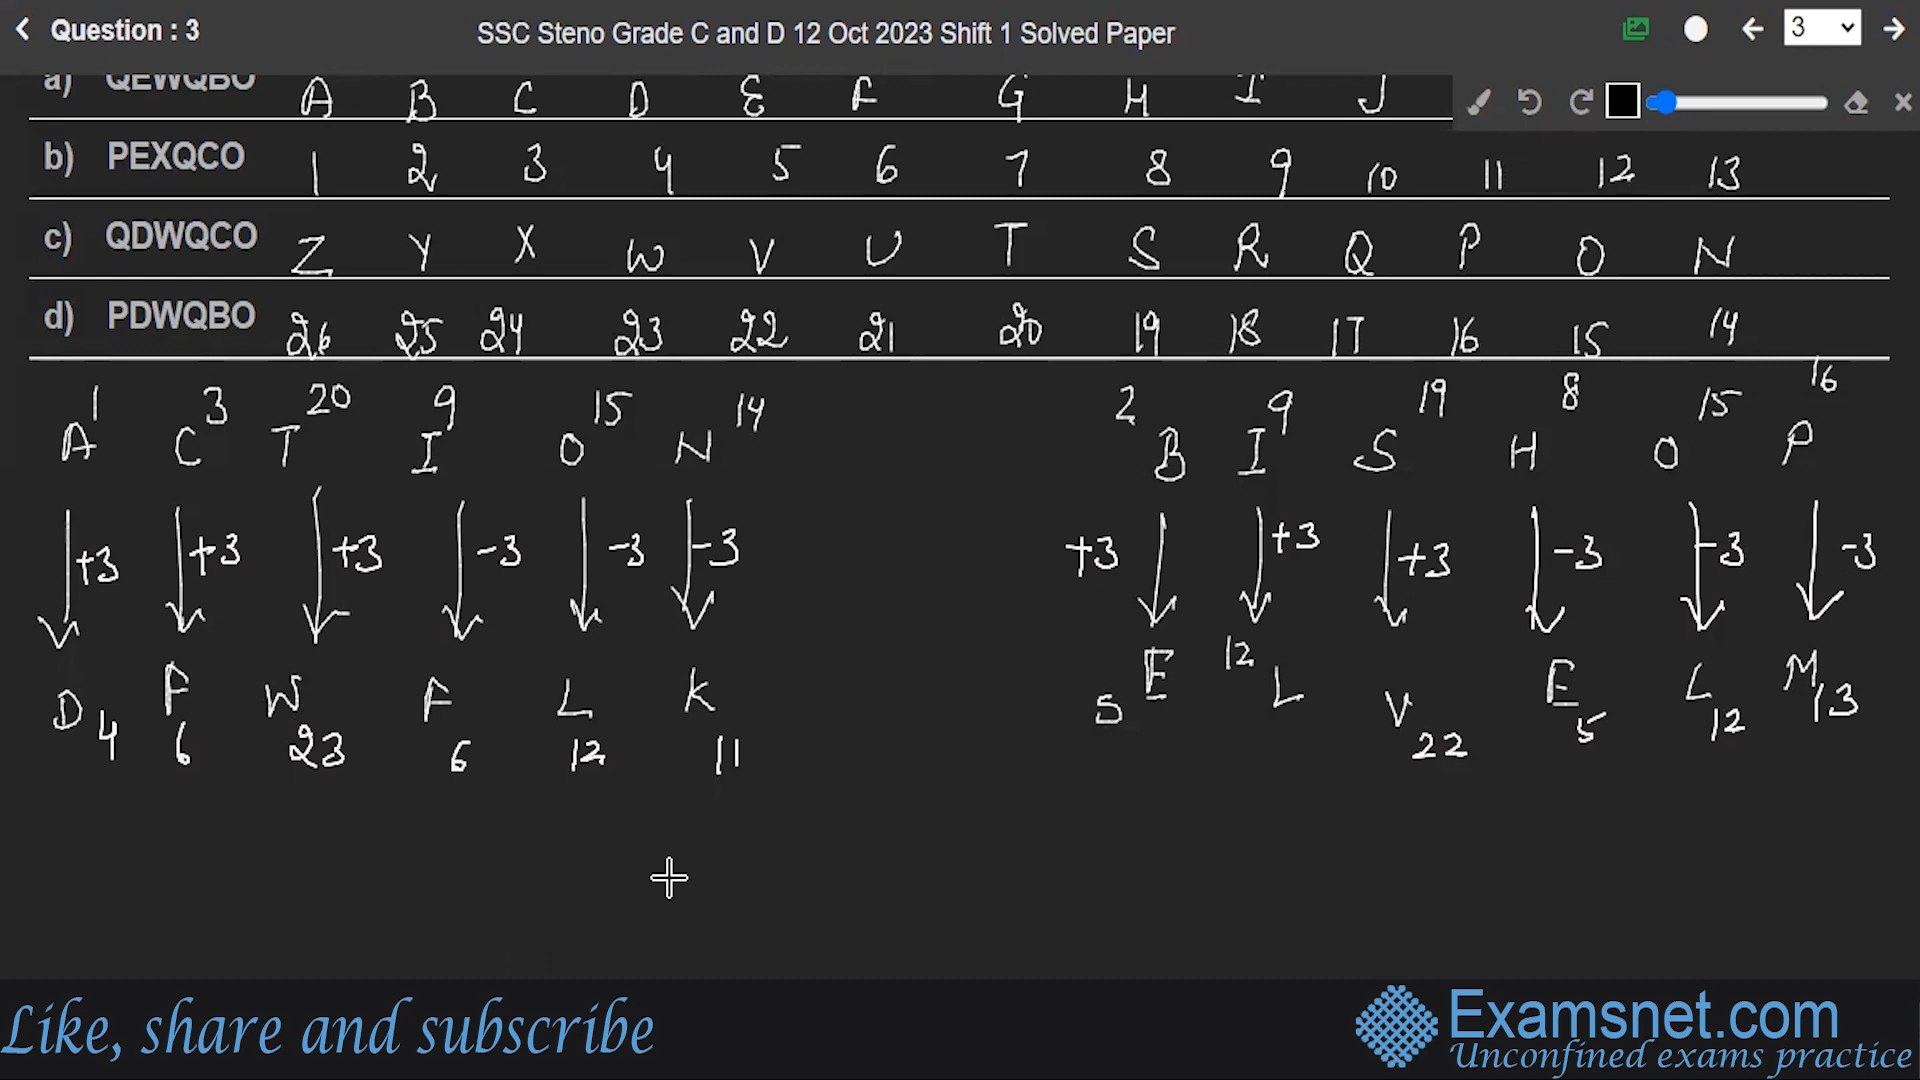 Question : 3 SSC Steno Grade C and D 12 Oct 2023 Shift 1 Solved Paper 3
a) QEWQBO A B C D E F G H I J
b) PEXQCO 1 2 3 4 5 6 7 8 9 10 11 12 13
c) QDWQCO Z Y X W V U T S R Q P O N
d) PDWQBO 26 25 24 23 22 21 20 19 18 17 16 15 14
1 3 20 9 15 14 2 9 19 8 15 16
A C T I O N B I S H O P
+3 +3 +3 -3 -3 -3 +3 +3 +3 -3 -3 -3
D F W F L K E L V E L M
4 6 23 6 12 11 5 12 22 5 12 13
Like, share and subscribe
Examsnet.com
Unconfined exams practice